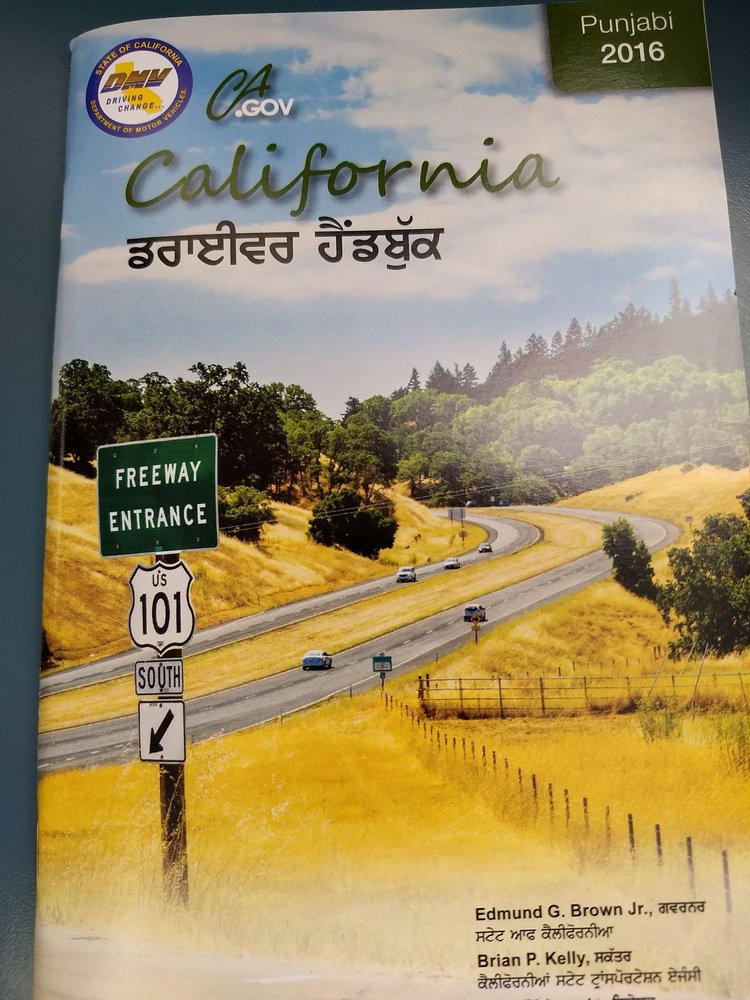 Punjabi
2016
STATE OF CALIFORNIA
DMV
DRIVING
CHANGE...
DEPARTMENT OF MOTOR VEHICLES
CA
.GOV
California
ਡਰਾਈਵਰ ਹੈਂਡਬੁੱਕ
FREEWAY
ENTRANCE
US
101
SOUTH
Edmund G. Brown Jr., ਗਵਰਨਰ
ਸਟੇਟ ਆਫ ਕੈਲੀਫੋਰਨੀਆ
Brian P. Kelly, ਸਕੱਤਰ
ਕੈਲੀਫੋਰਨੀਆਂ ਸਟੇਟ ਟ੍ਰਾਂਸਪੋਰਟੇਸ਼ਨ ਏਜੰਸੀ